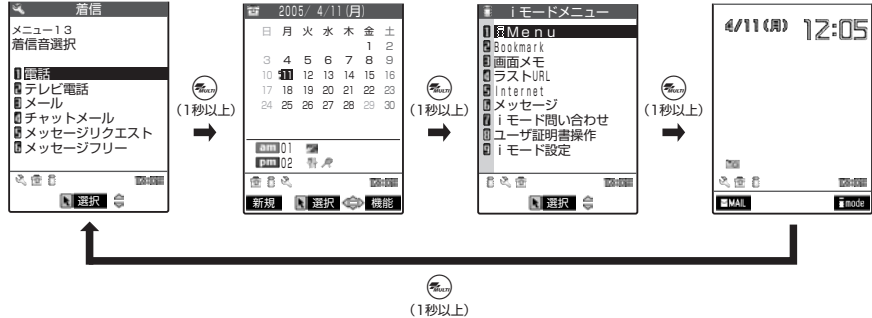 着信
メニュー13
着信音選択
1 電話
2 テレビ電話
3 メール
4 チャットメール
5 メッセージリクエスト
6 メッセージフリー
選択
MULTI
(1秒以上)
2005/ 4/11(月)
日 月 火 水 木 金 土
1 2
3 4 5 6 7 8 9
10 11 12 13 14 15 16
17 18 19 20 21 22 23
24 25 26 27 28 29 30
am 01
pm 02
新規 選択 機能
MULTI
(1秒以上)
iモードメニュー
1 iMenu
2 Bookmark
3 画面メモ
4 ラストURL
5 Internet
6 メッセージ
7 iモード問い合わせ
8 ユーザ証明書操作
9 iモード設定
選択
MULTI
(1秒以上)
4/11(月) 12:05
MAIL imode
MULTI
(1秒以上)